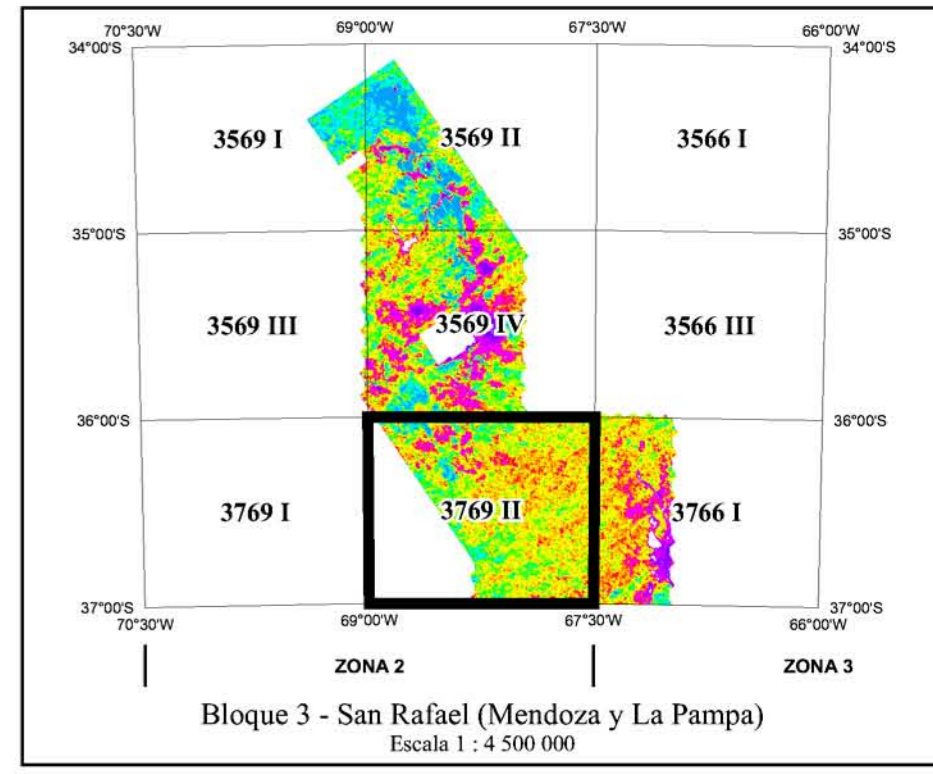 70°30'W 69°00'W 67°30'W 66°00'W
34°00'S 34°00'S
3569 I 3569 II 3566 I
35°00'S 35°00'S
3569 III 3569 IV 3566 III
36°00'S 36°00'S
3769 I 3769 II 3766 I
37°00'S 37°00'S
70°30'W 69°00'W 67°30'W 66°00'W
ZONA 2 ZONA 3
Bloque 3 - San Rafael (Mendoza y La Pampa)
Escala 1 : 4 500 000